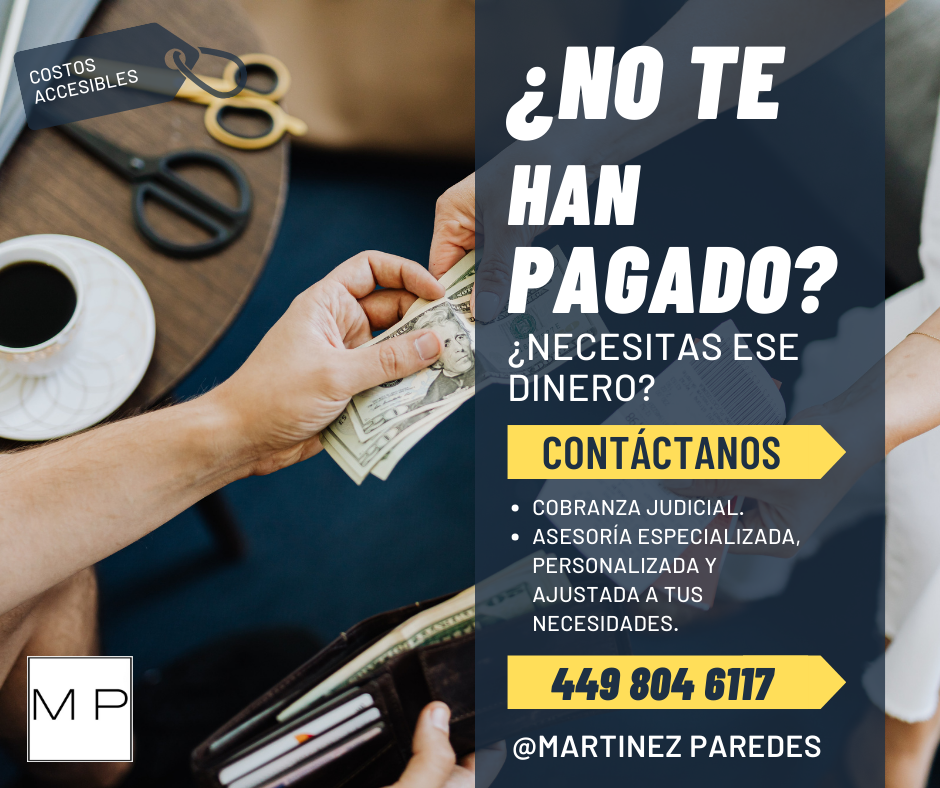 COSTOS
ACCESIBLES
¿NO TE
HAN
PAGADO?
¿NECESITAS ESE
DINERO?
CONTÁCTANOS
• COBRANZA JUDICIAL.
• ASESORÍA ESPECIALIZADA,
PERSONALIZADA Y
AJUSTADA A TUS
NECESIDADES.
449 804 6117
@MARTINEZ PAREDES
M P